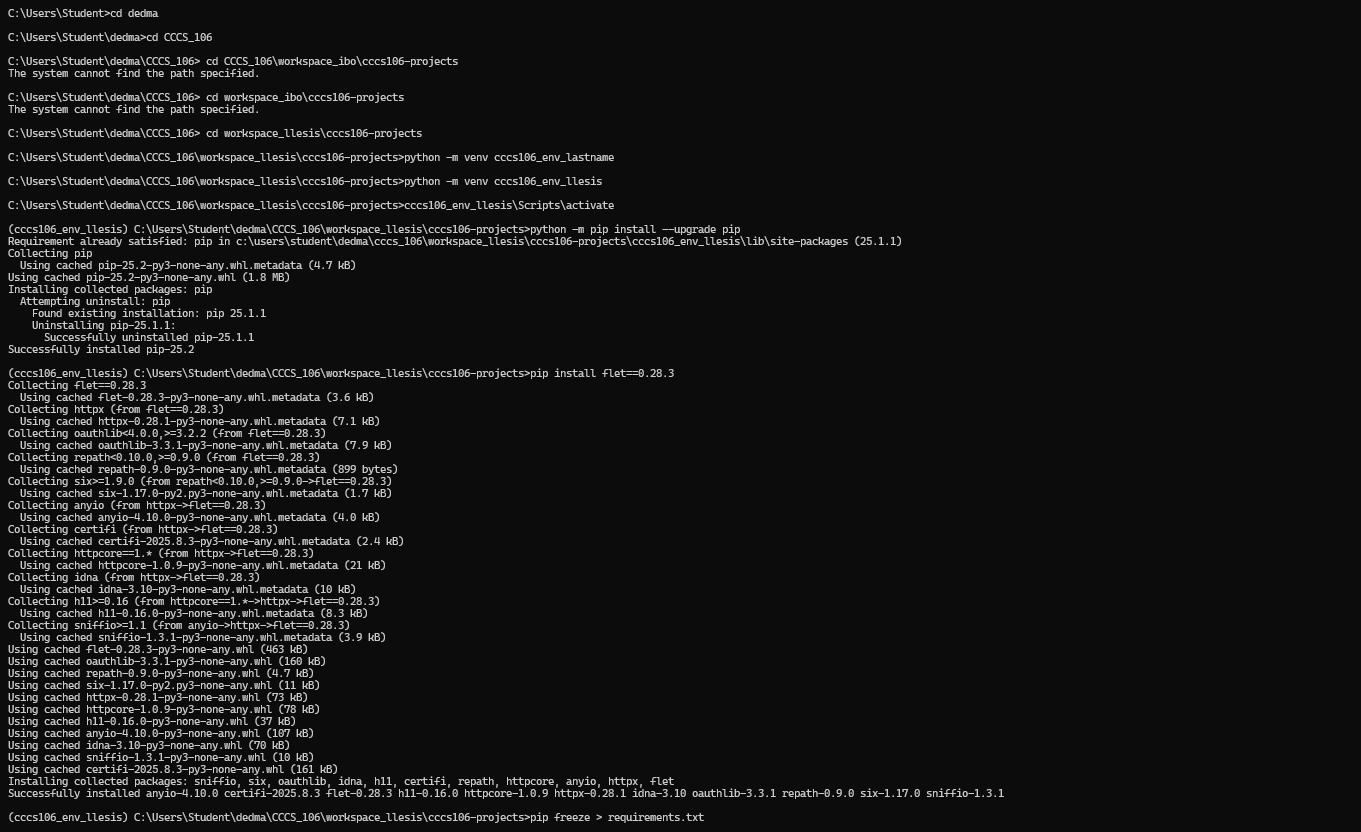 C:\Users\Student>cd dedma
C:\Users\Student\dedma>cd CCCS_106
C:\Users\Student\dedma\CCCS_106> cd CCCS_106\workspace_ibo\cccs106-projects
The system cannot find the path specified.
C:\Users\Student\dedma\CCCS_106> cd workspace_ibo\cccs106-projects
The system cannot find the path specified.
C:\Users\Student\dedma\CCCS_106> cd workspace_llesis\cccs106-projects
C:\Users\Student\dedma\CCCS_106\workspace_llesis\cccs106-projects>python -m venv cccs106_env_lastname
C:\Users\Student\dedma\CCCS_106\workspace_llesis\cccs106-projects>python -m venv cccs106_env_llesis
C:\Users\Student\dedma\CCCS_106\workspace_llesis\cccs106-projects>cccs106_env_llesis\Scripts\activate
(cccs106_env_llesis) C:\Users\Student\dedma\CCCS_106\workspace_llesis\cccs106-projects>python -m pip install --upgrade pip
Requirement already satisfied: pip in c:\users\student\dedma\cccs_106\workspace_llesis\cccs106-projects\cccs106_env_llesis\lib\site-packages (25.1.1)
Collecting pip
  Using cached pip-25.2-py3-none-any.whl.metadata (4.7 kB)
Using cached pip-25.2-py3-none-any.whl (1.8 MB)
Installing collected packages: pip
  Attempting uninstall: pip
    Found existing installation: pip 25.1.1
    Uninstalling pip-25.1.1:
      Successfully uninstalled pip-25.1.1
Successfully installed pip-25.2
(cccs106_env_llesis) C:\Users\Student\dedma\CCCS_106\workspace_llesis\cccs106-projects>pip install flet==0.28.3
Collecting flet==0.28.3
  Using cached flet-0.28.3-py3-none-any.whl.metadata (3.6 kB)
Collecting httpx (from flet==0.28.3)
  Using cached httpx-0.28.1-py3-none-any.whl.metadata (7.1 kB)
Collecting oauthlib<4.0.0,>=3.2.2 (from flet==0.28.3)
  Using cached oauthlib-3.3.1-py3-none-any.whl.metadata (7.9 kB)
Collecting repath<0.10.0,>=0.9.0 (from flet==0.28.3)
  Using cached repath-0.9.0-py3-none-any.whl.metadata (899 bytes)
Collecting six>=1.9.0 (from repath<0.10.0,>=0.9.0->flet==0.28.3)
  Using cached six-1.17.0-py2.py3-none-any.whl.metadata (1.7 kB)
Collecting anyio (from httpx->flet==0.28.3)
  Using cached anyio-4.10.0-py3-none-any.whl.metadata (4.0 kB)
Collecting certifi (from httpx->flet==0.28.3)
  Using cached certifi-2025.8.3-py3-none-any.whl.metadata (2.4 kB)
Collecting httpcore==1.* (from httpx->flet==0.28.3)
  Using cached httpcore-1.0.9-py3-none-any.whl.metadata (21 kB)
Collecting idna (from httpx->flet==0.28.3)
  Using cached idna-3.10-py3-none-any.whl.metadata (10 kB)
Collecting h11>=0.16 (from httpcore==1.*->httpx->flet==0.28.3)
  Using cached h11-0.16.0-py3-none-any.whl.metadata (8.3 kB)
Collecting sniffio>=1.1 (from anyio->httpx->flet==0.28.3)
  Using cached sniffio-1.3.1-py3-none-any.whl.metadata (3.9 kB)
Using cached flet-0.28.3-py3-none-any.whl (463 kB)
Using cached oauthlib-3.3.1-py3-none-any.whl (160 kB)
Using cached repath-0.9.0-py3-none-any.whl (4.7 kB)
Using cached six-1.17.0-py2.py3-none-any.whl (11 kB)
Using cached httpx-0.28.1-py3-none-any.whl (73 kB)
Using cached httpcore-1.0.9-py3-none-any.whl (78 kB)
Using cached h11-0.16.0-py3-none-any.whl (37 kB)
Using cached anyio-4.10.0-py3-none-any.whl (107 kB)
Using cached idna-3.10-py3-none-any.whl (70 kB)
Using cached sniffio-1.3.1-py3-none-any.whl (10 kB)
Using cached certifi-2025.8.3-py3-none-any.whl (161 kB)
Installing collected packages: sniffio, six, oauthlib, idna, h11, certifi, repath, httpcore, anyio, httpx, flet
Successfully installed anyio-4.10.0 certifi-2025.8.3 flet-0.28.3 h11-0.16.0 httpcore-1.0.9 httpx-0.28.1 idna-3.10 oauthlib-3.3.1 repath-0.9.0 six-1.17.0 sniffio-1.3.1
(cccs106_env_llesis) C:\Users\Student\dedma\CCCS_106\workspace_llesis\cccs106-projects>pip freeze > requirements.txt